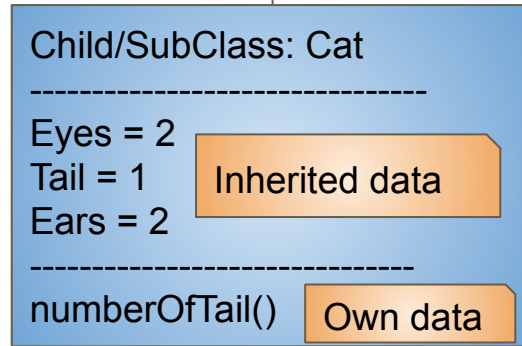 Child/SubClass: Cat
---------------------------------
Eyes = 2
Tail = 1
Inherited data
Ears = 2
--------------------------------
numberOfTail()
Own data